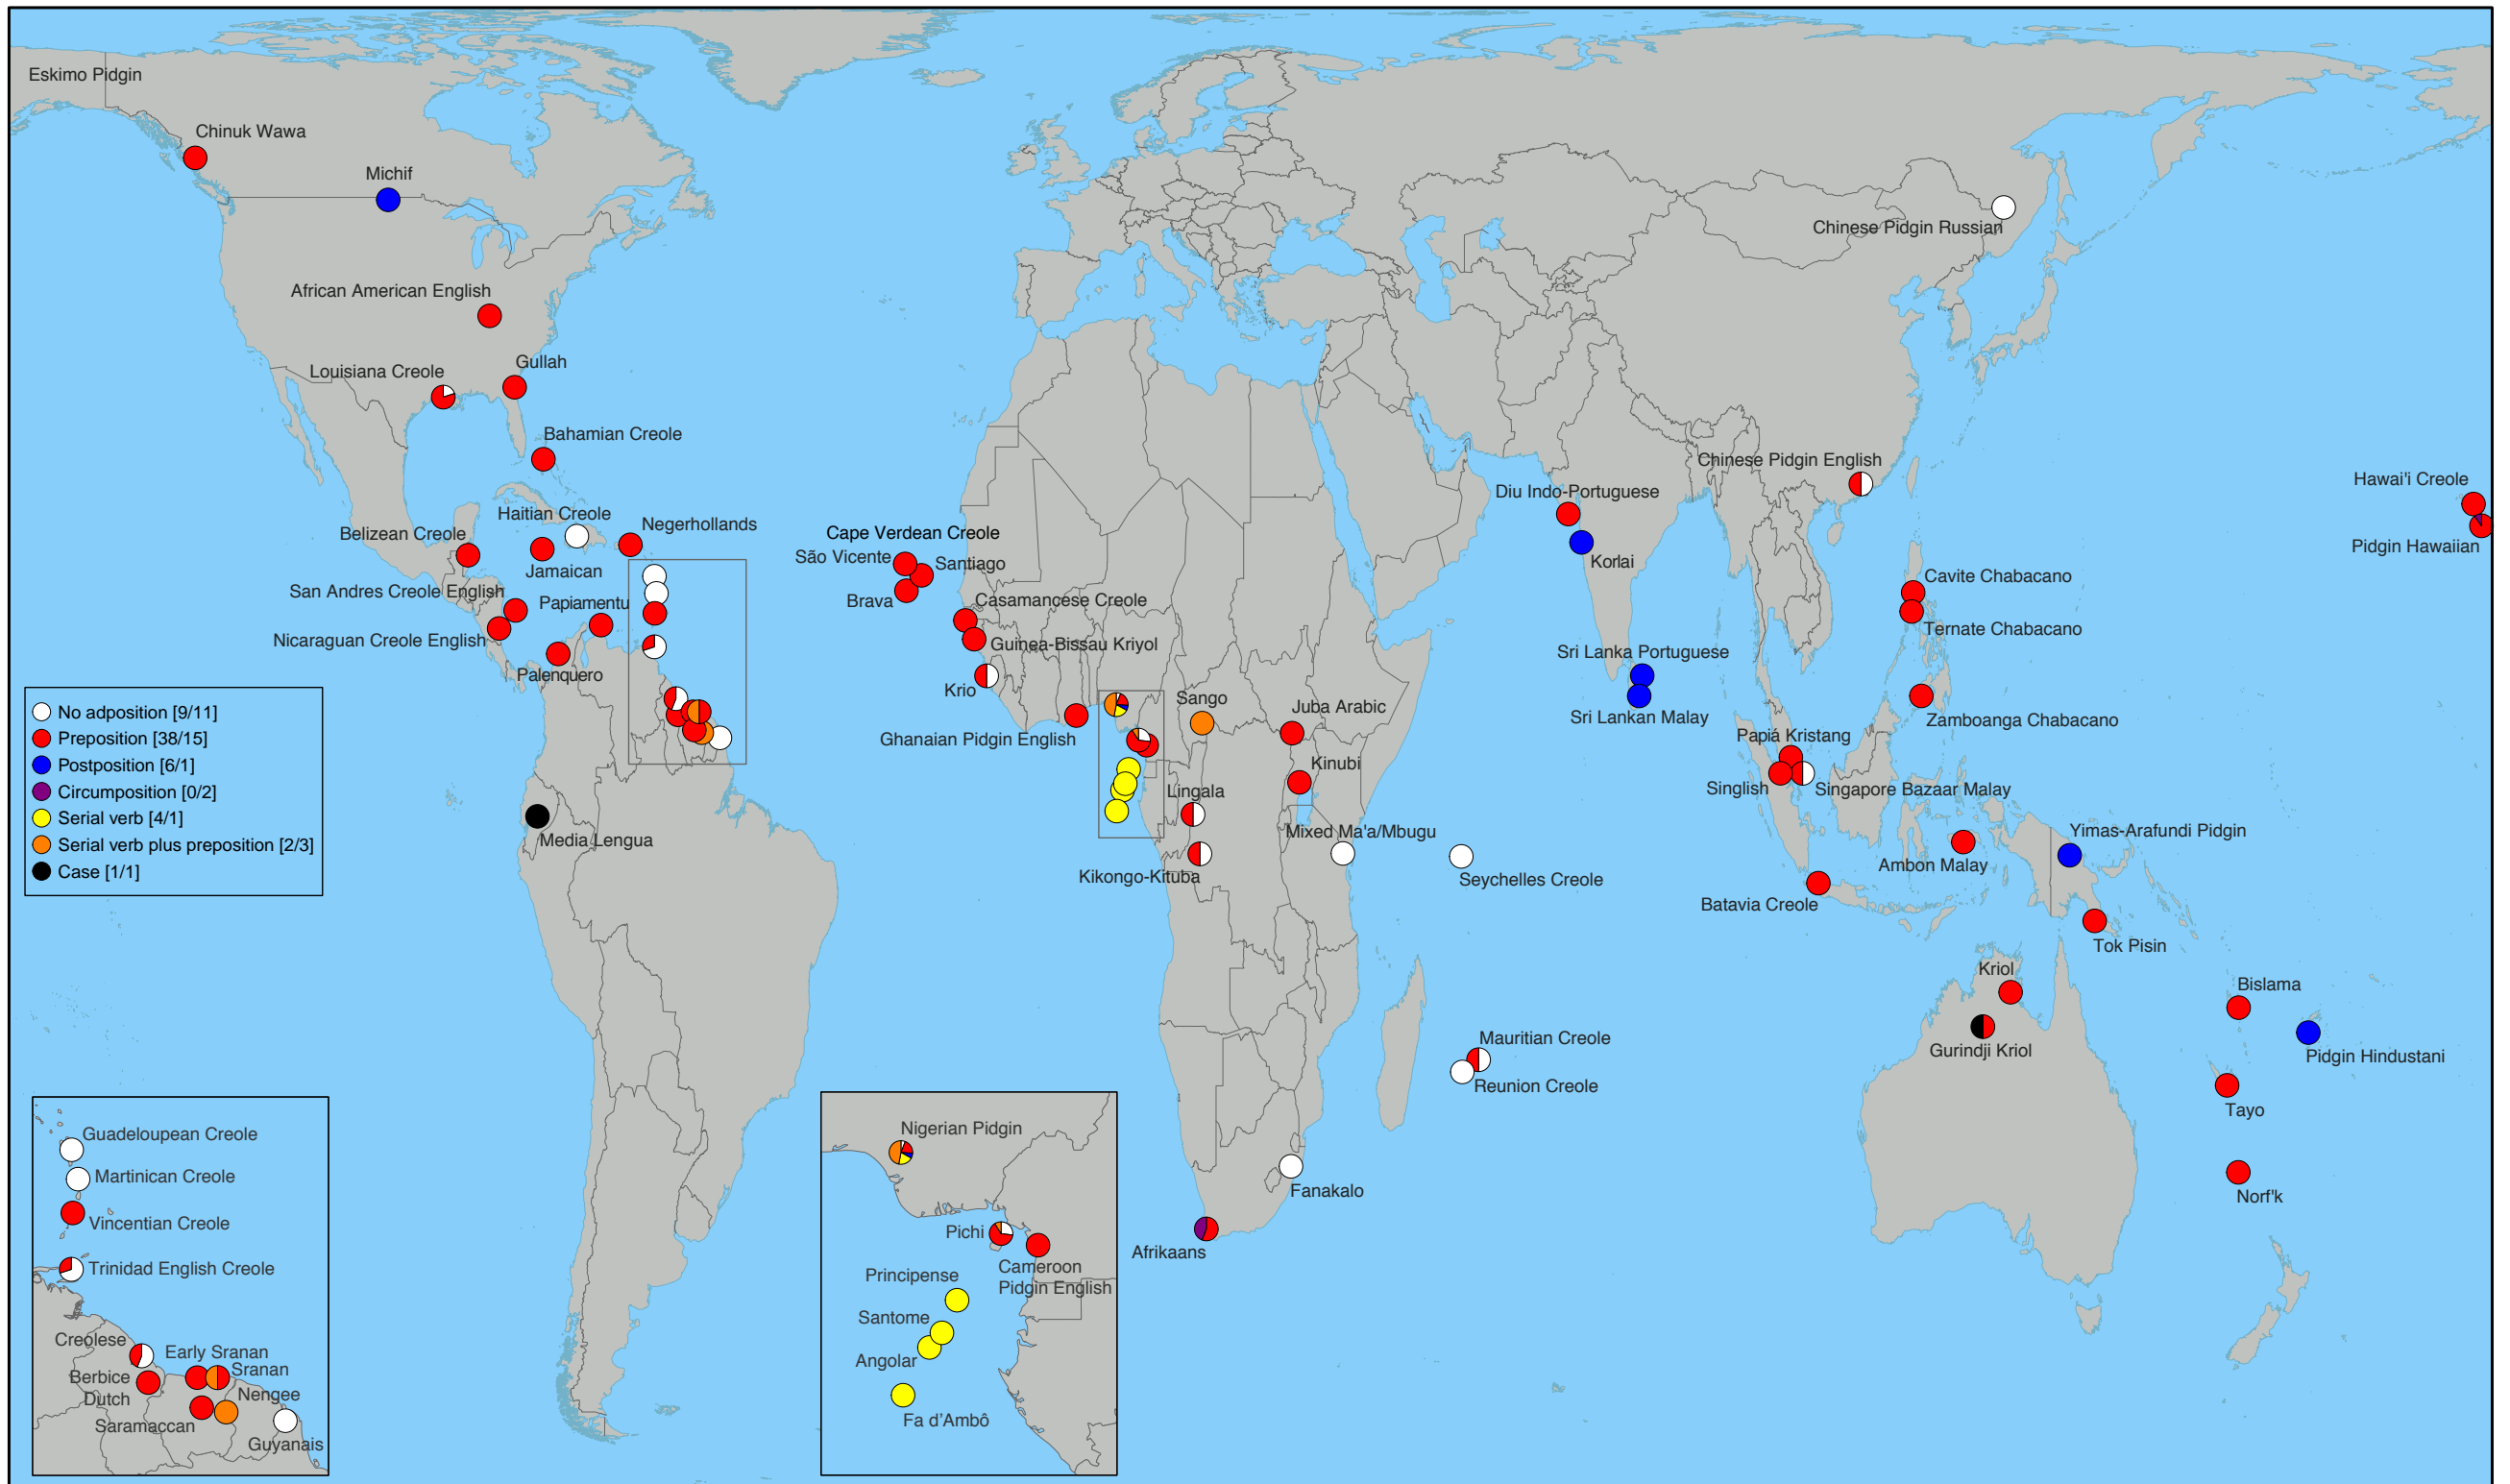 Eskimo Pidgin
Chinuk Wawa
Michif
Chinese Pidgin Russian
African American English
Gullah
Louisiana Creole
Bahamian Creole
Chinese Pidgin English
Hawai'i Creole
Diu Indo-Portuguese
Haitian Creole
Negerhollands
Belizean Creole
Cape Verdean Creole
São Vicente
Santiago
Pidgin Hawaiian
Korlai
Jamaican
Cavite Chabacano
San Andres Creole English
Papiamentu
Brava
Casamancese Creole
Ternate Chabacano
Nicaraguan Creole English
Guinea-Bissau Kriyol
Sri Lanka Portuguese
Palenquero
Krio
Sango
Juba Arabic
Sri Lankan Malay
Zamboanga Chabacano
Ghanaian Pidgin English
Papiá Kristang
Kinubi
Singlish
Singapore Bazaar Malay
Lingala
Mixed Ma'a/Mbugu
Yimas-Arafundi Pidgin
Media Lengua
Ambon Malay
Kikongo-Kituba
Seychelles Creole
Batavia Creole
Tok Pisin
No adposition [9/11]
Preposition [38/15]
Postposition [6/1]
Circumposition [0/2]
Serial verb [4/1]
Serial verb plus preposition [2/3]
Case [1/1]
Kriol
Bislama
Mauritian Creole
Gurindji Kriol
Pidgin Hindustani
Reunion Creole
Tayo
Fanakalo
Norf'k
Afrikaans
Guadeloupean Creole
Martinican Creole
Vincentian Creole
Trinidad English Creole
Creolese
Early Sranan
Sranan
Berbice
Dutch
Nengee
Saramaccan
Guyanais
Nigerian Pidgin
Pichi
Cameroon
Pidgin English
Principense
Santome
Angolar
Fa d'Ambô